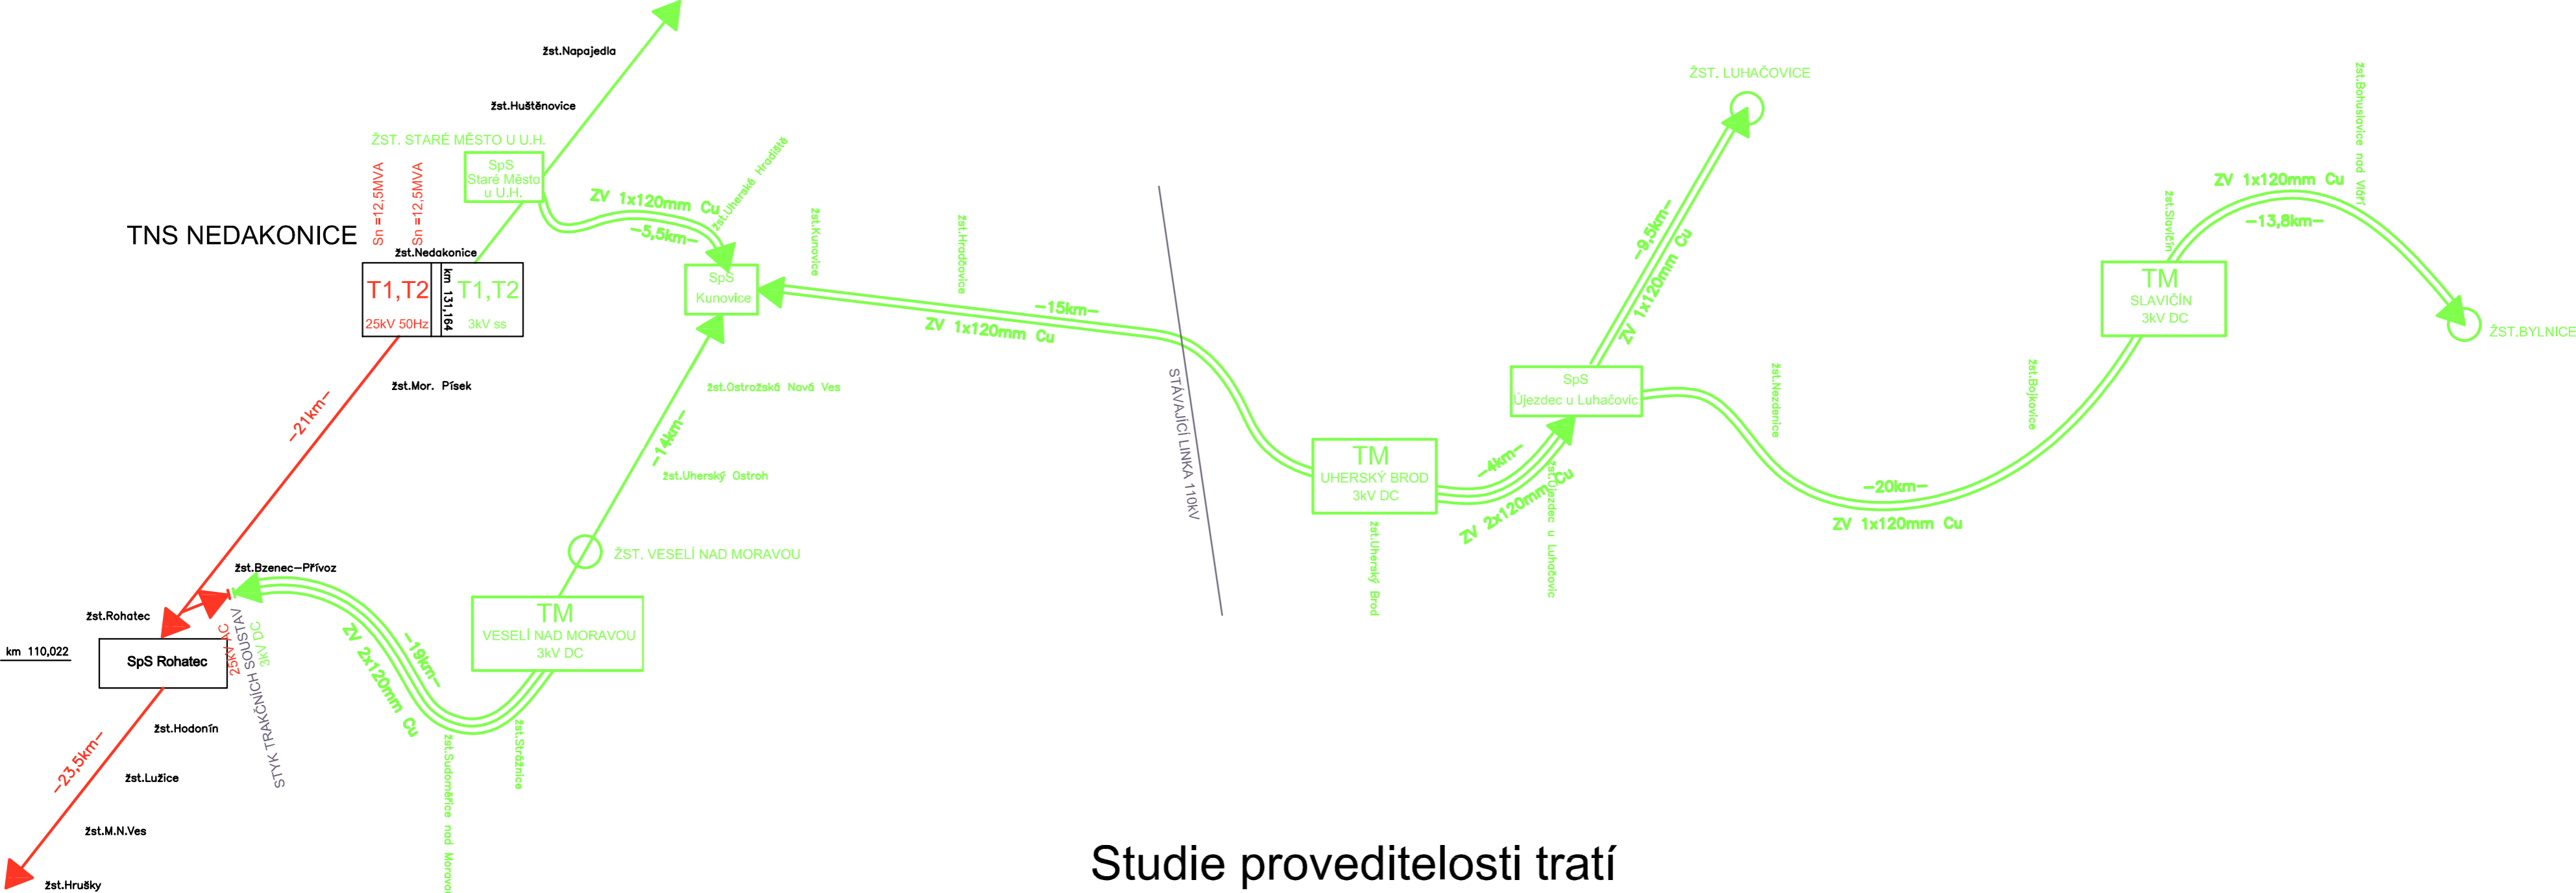 žst.Napajedla
žst.Huštěnovice
ŽST. STARÉ MĚSTO U U.H.
SpS
Staré Město
u U.H.
Sn =12,5MVA
Sn =12,5MVA
TNS NEDAKONICE
žst.Nedakonice
T1,T2
25kV 50Hz
km 131,164
T1,T2
3kV ss
ZV 1x120mm Cu
-5,5km-
žst.Uherské Hradiště
SpS
Kunovice
žst.Kunovice
žst.Hradčovice
-15km-
ZV 1x120mm Cu
STÁVAJÍCÍ LINKA 110kV
ŽST. LUHAČOVICE
-9,5km-
ZV 1x120mm Cu
SpS
Újezdec u Luhačovic
TM
UHERSKÝ BROD
3kV DC
žst.Uherský Brod
-4km-
ZV 2x120mm Cu
žst.Újezdec u Luhačovic
žst.Nezdenice
-20km-
ZV 1x120mm Cu
žst.Bojkovice
TM
SLAVIČÍN
3kV DC
žst.Slavičín
ZV 1x120mm Cu
-13,8km-
žst.Bohuslavice nad Vláří
ŽST.BYLNICE
žst.Mor. Písek
-21km-
žst.Ostrožská Nová Ves
-14km-
žst.Uherský Ostroh
ŽST. VESELÍ NAD MORAVOU
TM
VESELÍ NAD MORAVOU
3kV DC
žst.Bzenec-Přívoz
žst.Rohatec
km 110,022
SpS Rohatec
25kV AC
STYK TRAKČNÍCH SOUSTAV
3kV DC
-19km-
ZV 2x120mm Cu
žst.Strážnice
žst.Sudoměřice nad Moravou
žst.Hodonín
-23,5km-
žst.Lužice
žst.M.N.Ves
žst.Hrušky
Studie proveditelosti tratí